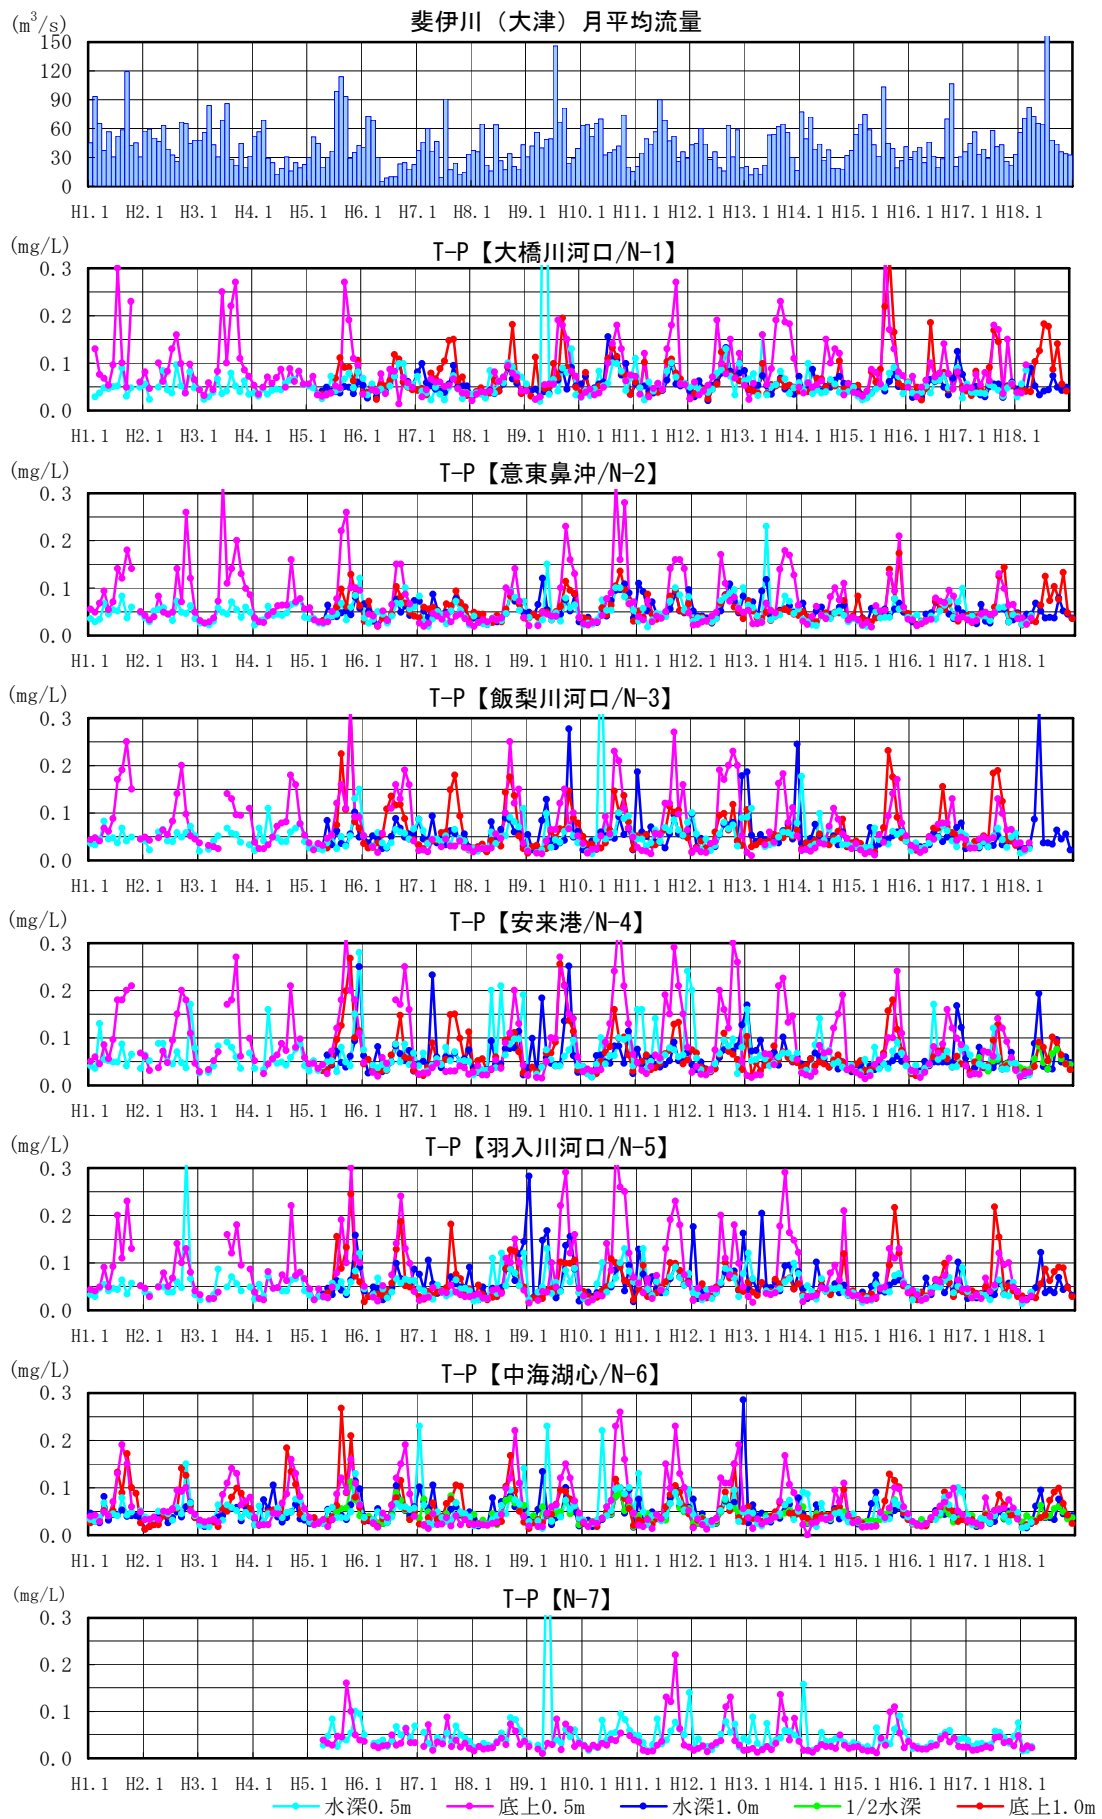 (m³/s) 斐伊川（大津）月平均流量
150
120
90
60
30
0
H1.1 H2.1 H3.1 H4.1 H5.1 H6.1 H7.1 H8.1 H9.1 H10.1 H11.1 H12.1 H13.1 H14.1 H15.1 H16.1 H17.1 H18.1
(mg/L) T-P【大橋川河口/N-1】
0.3
0.2
0.1
0.0
H1.1 H2.1 H3.1 H4.1 H5.1 H6.1 H7.1 H8.1 H9.1 H10.1 H11.1 H12.1 H13.1 H14.1 H15.1 H16.1 H17.1 H18.1
(mg/L) T-P【意東鼻沖/N-2】
0.3
0.2
0.1
0.0
H1.1 H2.1 H3.1 H4.1 H5.1 H6.1 H7.1 H8.1 H9.1 H10.1 H11.1 H12.1 H13.1 H14.1 H15.1 H16.1 H17.1 H18.1
(mg/L) T-P【飯梨川河口/N-3】
0.3
0.2
0.1
0.0
H1.1 H2.1 H3.1 H4.1 H5.1 H6.1 H7.1 H8.1 H9.1 H10.1 H11.1 H12.1 H13.1 H14.1 H15.1 H16.1 H17.1 H18.1
(mg/L) T-P【安来港/N-4】
0.3
0.2
0.1
0.0
H1.1 H2.1 H3.1 H4.1 H5.1 H6.1 H7.1 H8.1 H9.1 H10.1 H11.1 H12.1 H13.1 H14.1 H15.1 H16.1 H17.1 H18.1
(mg/L) T-P【羽入川河口/N-5】
0.3
0.2
0.1
0.0
H1.1 H2.1 H3.1 H4.1 H5.1 H6.1 H7.1 H8.1 H9.1 H10.1 H11.1 H12.1 H13.1 H14.1 H15.1 H16.1 H17.1 H18.1
(mg/L) T-P【中海湖心/N-6】
0.3
0.2
0.1
0.0
H1.1 H2.1 H3.1 H4.1 H5.1 H6.1 H7.1 H8.1 H9.1 H10.1 H11.1 H12.1 H13.1 H14.1 H15.1 H16.1 H17.1 H18.1
(mg/L) T-P【N-7】
0.3
0.2
0.1
0.0
H1.1 H2.1 H3.1 H4.1 H5.1 H6.1 H7.1 H8.1 H9.1 H10.1 H11.1 H12.1 H13.1 H14.1 H15.1 H16.1 H17.1 H18.1
水深0.5m 底上0.5m 水深1.0m 1/2水深 底上1.0m